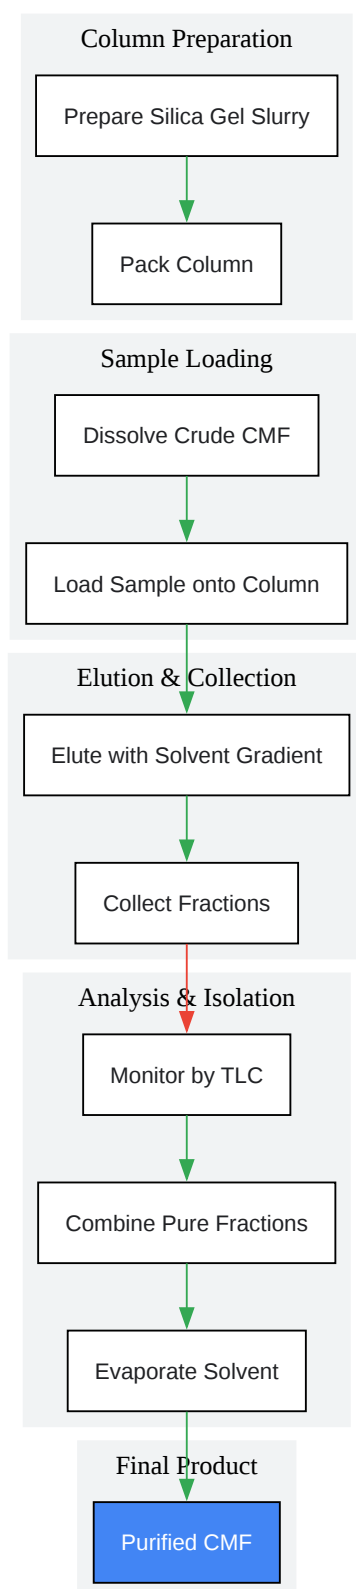 Column Preparation
Prepare Silica Gel Slurry
Pack Column
Sample Loading
Dissolve Crude CMF
Load Sample onto Column
Elution & Collection
Elute with Solvent Gradient
Collect Fractions
Analysis & Isolation
Monitor by TLC
Combine Pure Fractions
Evaporate Solvent
Final Product
Purified CMF